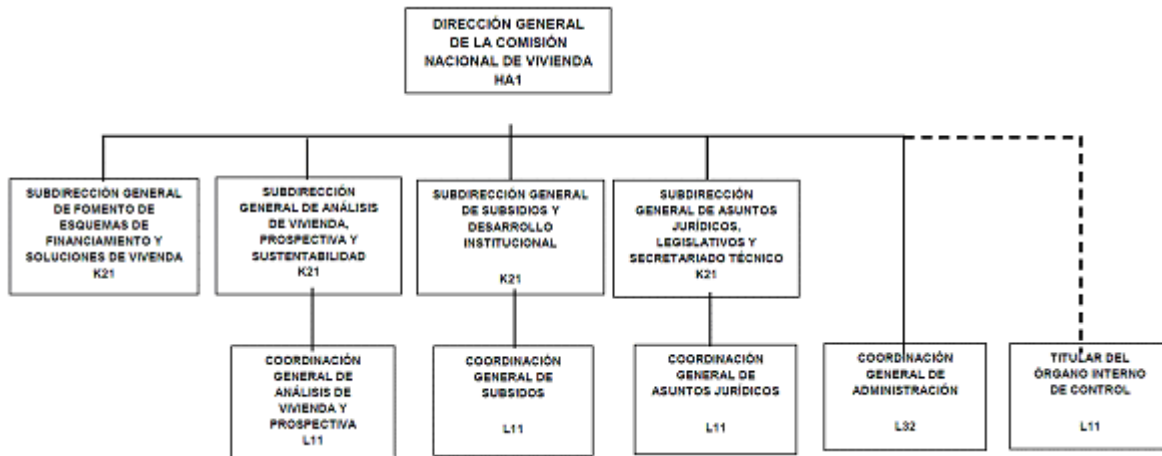 DIRECCIÓN GENERAL
DE LA COMISIÓN
NACIONAL DE VIVIENDA
HA1
SUBDIRECCIÓN GENERAL
DE FOMENTO DE
ESQUEMAS DE
FINANCIAMIENTO Y
SOLUCIONES DE VIVENDA
K21
SUBDIRECCIÓN
GENERAL DE ANÁLISIS
DE VIVIENDA,
PROSPECTIVA Y
SUSTENTABILIDAD
K21
SUBDIRECCIÓN GENERAL
DE SUBSIDIOS Y
DESARROLLO
INSTITUCIONAL
K21
SUBDIRECCIÓN
GENERAL DE ASUNTOS
JURÍDICOS,
LEGISLATIVOS Y
SECRETARIADO TÉCNICO
K21
COORDINACIÓN
GENERAL DE
ANÁLISIS DE
VIVIENDA Y
PROSPECTIVA
L11
COORDINACIÓN
GENERAL DE
SUBSIDOS
L11
COORDINACIÓN
GENERAL DE
ASUNTOS JURÍDICOS
L11
COORDINACIÓN
GENERAL DE
ADMINISTRACIÓN
L32
TITULAR DEL
ÓRGANO INTERNO
DE CONTROL
L11